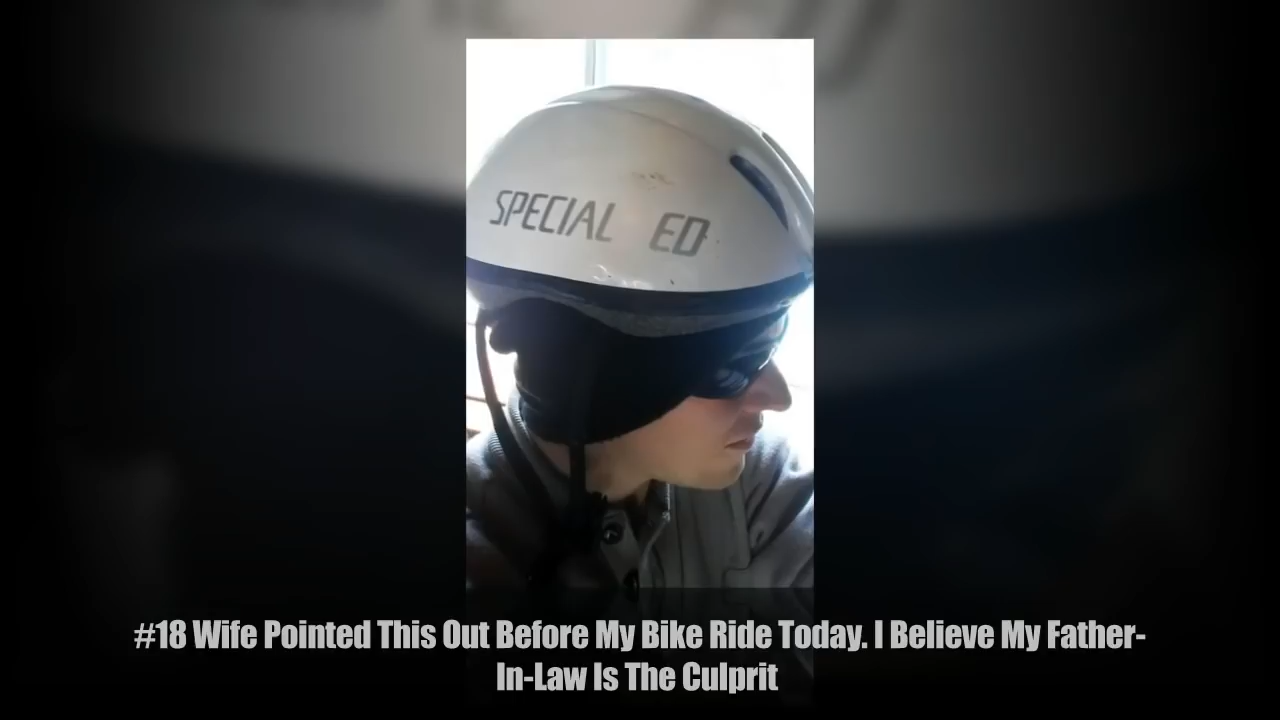 SPECIAL ED
#18 Wife Pointed This Out Before My Bike Ride Today. I Believe My Father-
In-Law Is The Culprit